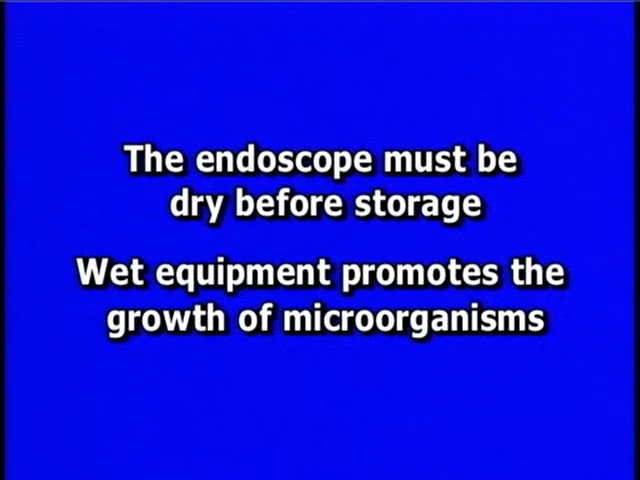 The endoscope must be
dry before storage
Wet equipment promotes the
growth of microorganisms